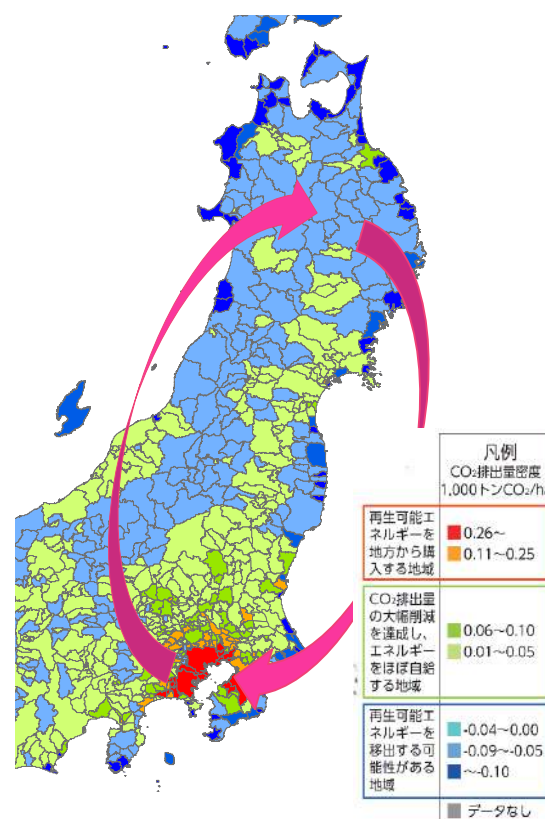 凡例
CO₂排出量密度
1,000トンCO₂/h
再生可能エ
ネルギーを
地方から購
入する地域
0.26～
0.11～0.25
CO₂排出量
の大幅削減
を達成し、
エネルギー
をほぼ自給
する地域
0.06～0.10
0.01～0.05
再生可能エ
ネルギーを
移出する可
能性がある
地域
-0.04～0.00
-0.09～-0.05
～-0.10
データなし